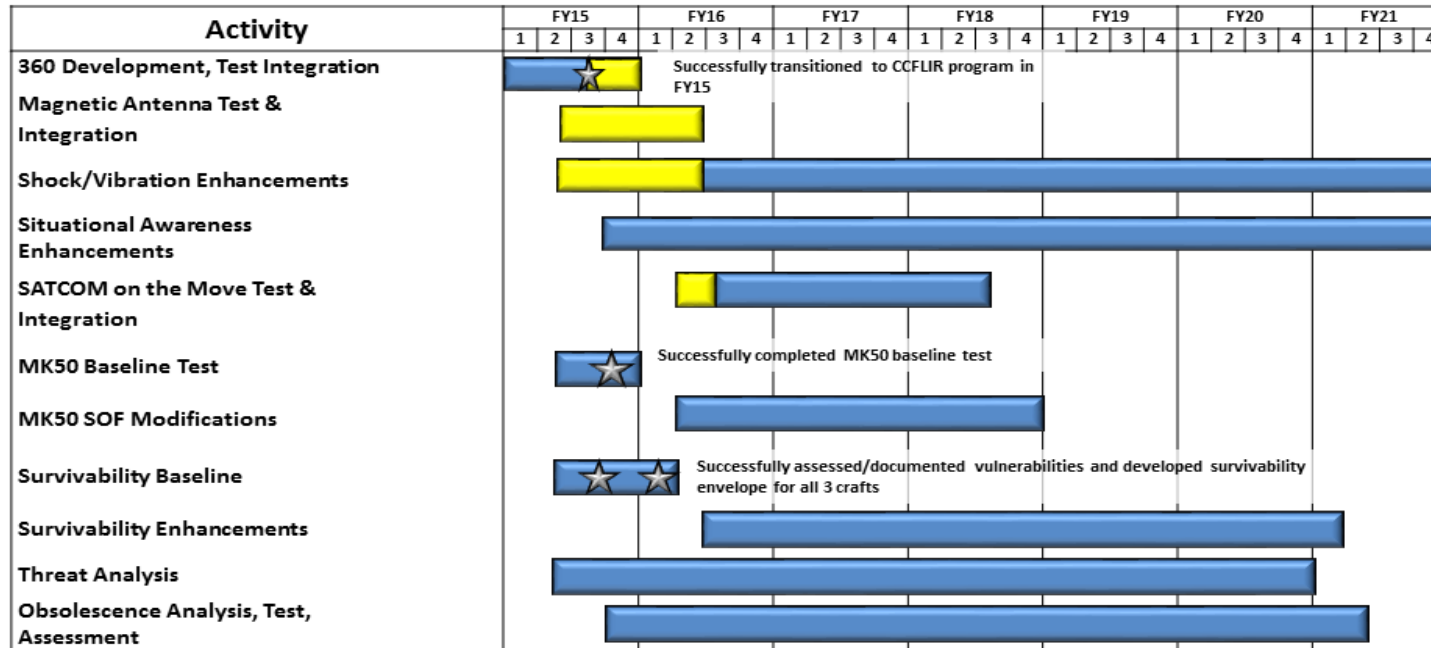 Activity
FY15 FY16 FY17 FY18 FY19 FY20 FY21
1 2 3 4 1 2 3 4 1 2 3 4 1 2 3 4 1 2 3 4 1 2 3 4 1 2 3 4
360 Development, Test Integration
Successfully transitioned to CCFLIR program in
FY15
Magnetic Antenna Test &
Integration
Shock/Vibration Enhancements
Situational Awareness
Enhancements
SATCOM on the Move Test &
Integration
MK50 Baseline Test
Successfully completed MK50 baseline test
MK50 SOF Modifications
Survivability Baseline
Successfully assessed/documented vulnerabilities and developed survivability
envelope for all 3 crafts
Survivability Enhancements
Threat Analysis
Obsolescence Analysis, Test,
Assessment